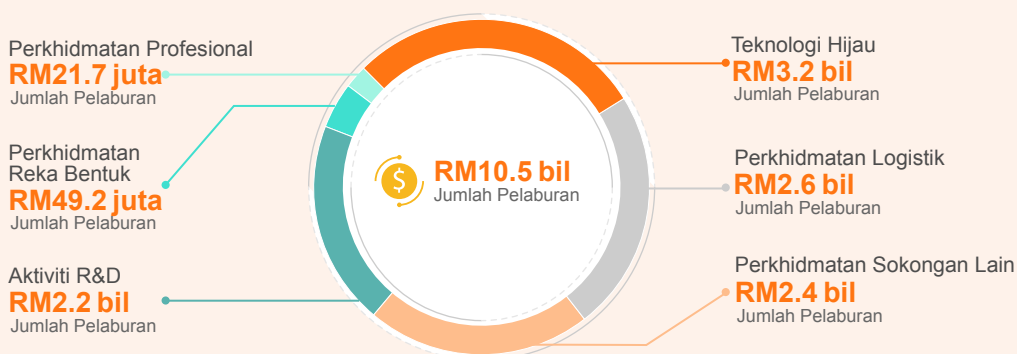 Perkhidmatan Profesional
RM21.7 juta
Jumlah Pelaburan
Perkhidmatan
Reka Bentuk
RM49.2 juta
Jumlah Pelaburan
Aktiviti R&D
RM2.2 bil
Jumlah Pelaburan
$
RM10.5 bil
Jumlah Pelaburan
Teknologi Hijau
RM3.2 bil
Jumlah Pelaburan
Perkhidmatan Logistik
RM2.6 bil
Jumlah Pelaburan
Perkhidmatan Sokongan Lain
RM2.4 bil
Jumlah Pelaburan